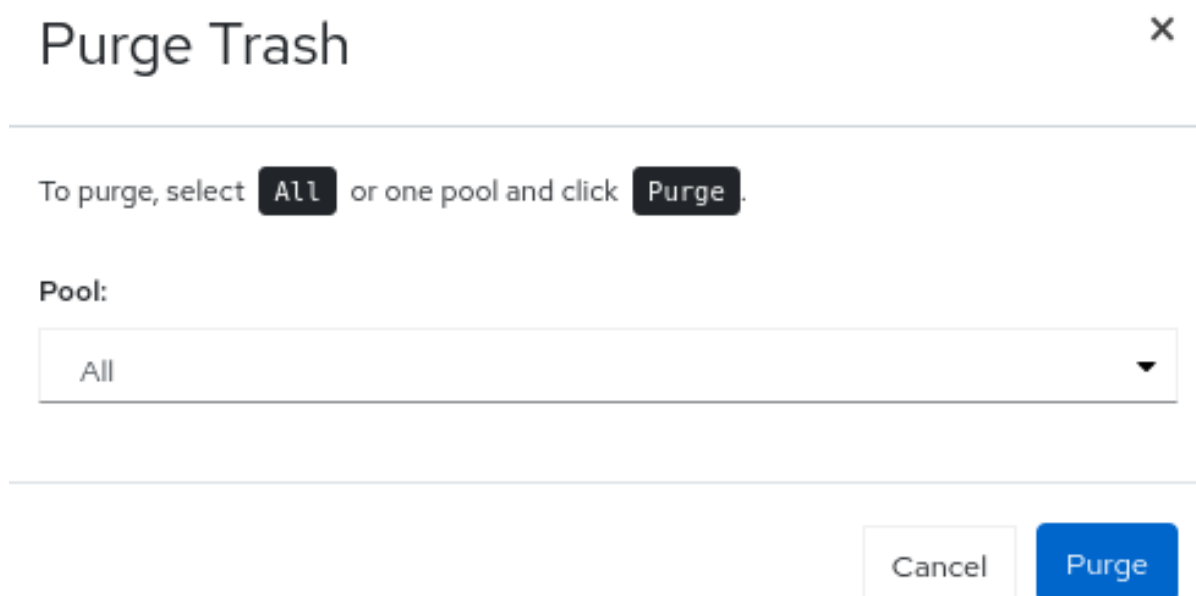 Purge Trash
To purge, select All or one pool and click Purge.
Pool:
All
Cancel
Purge